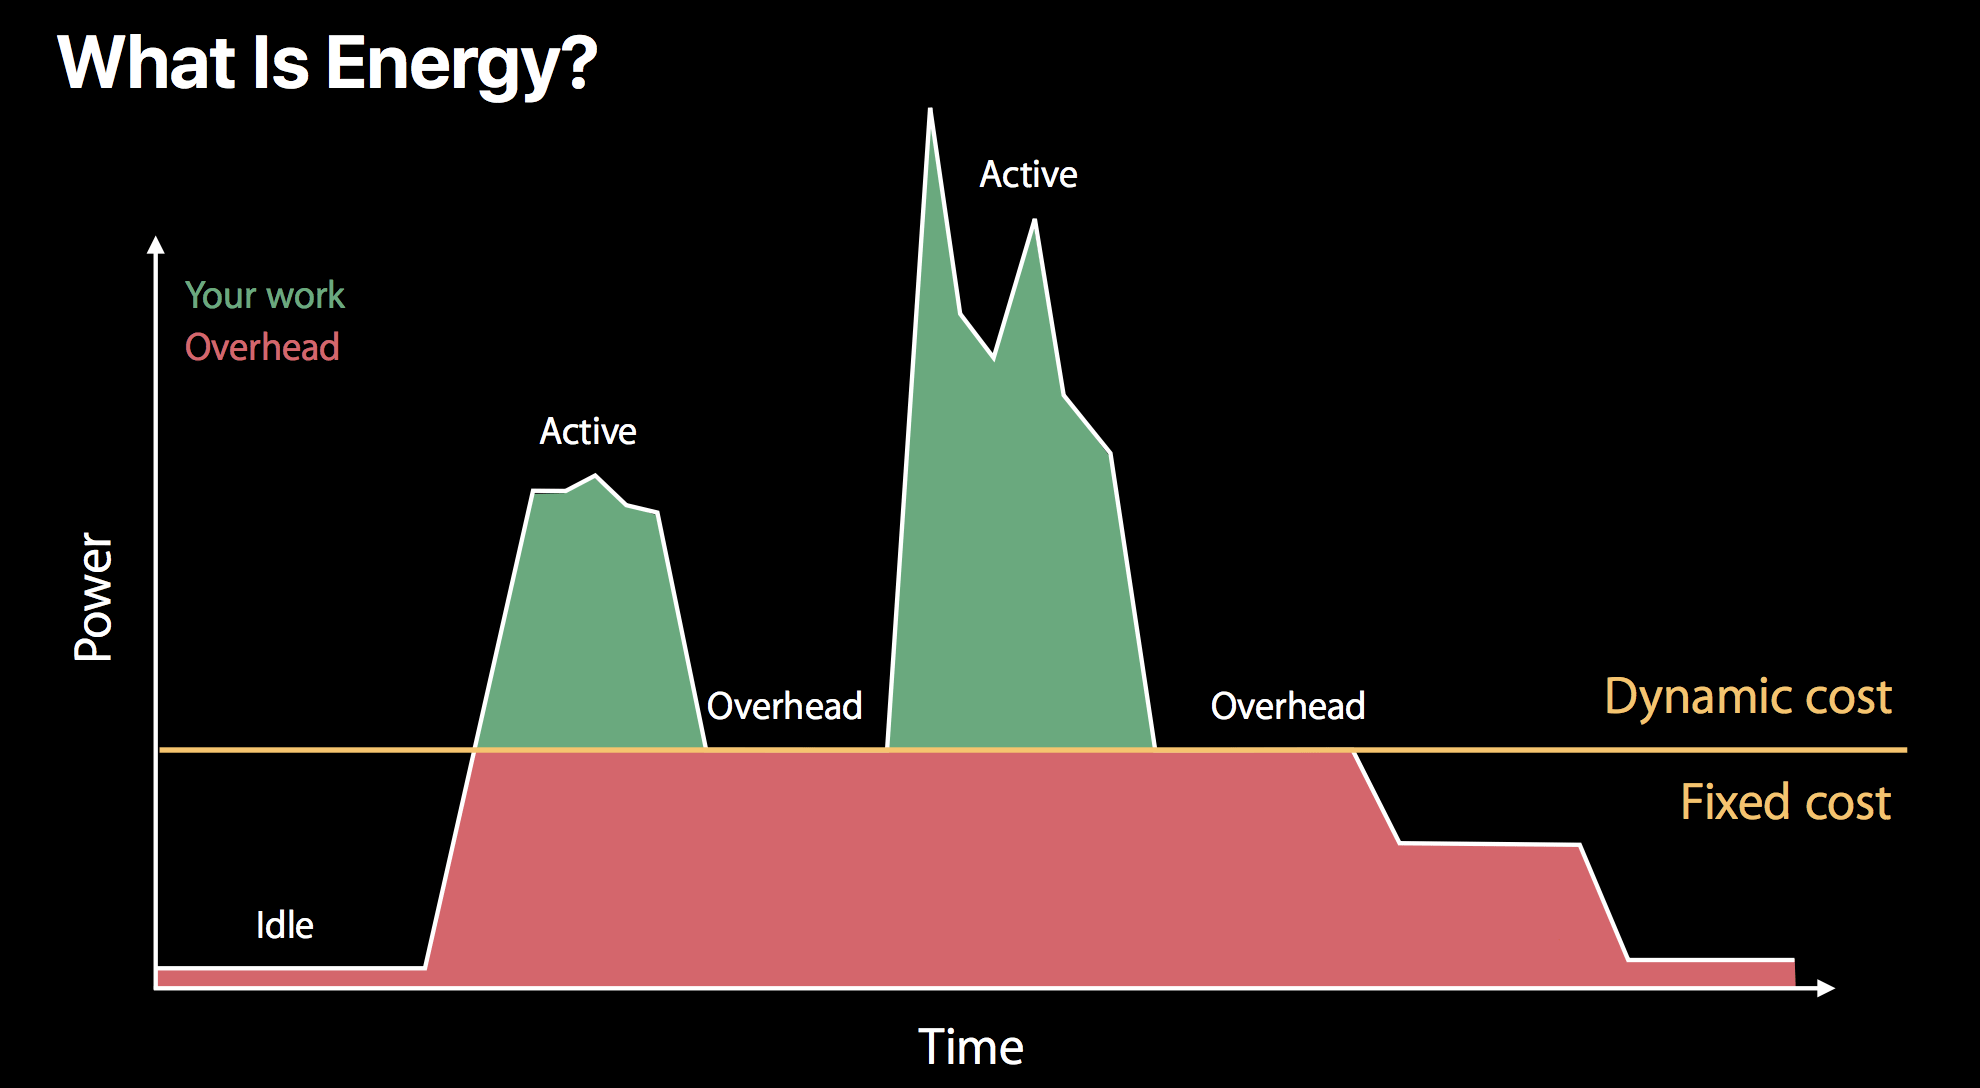 What Is Energy?
Active
Your work
Overhead
Active
Power
Overhead
Overhead
Dynamic cost
Fixed cost
Idle
Time